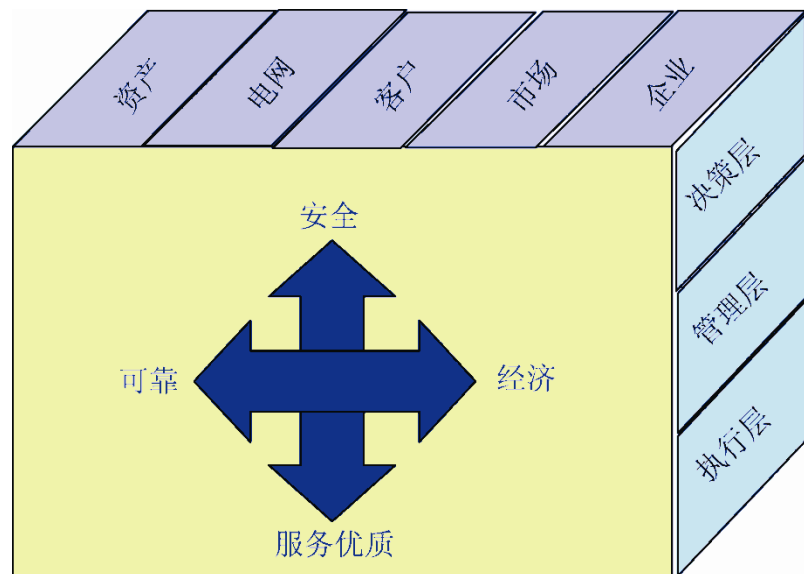 资产
电网
客户
市场
企业
决策层
管理层
执行层
安全
可靠
经济
服务优质